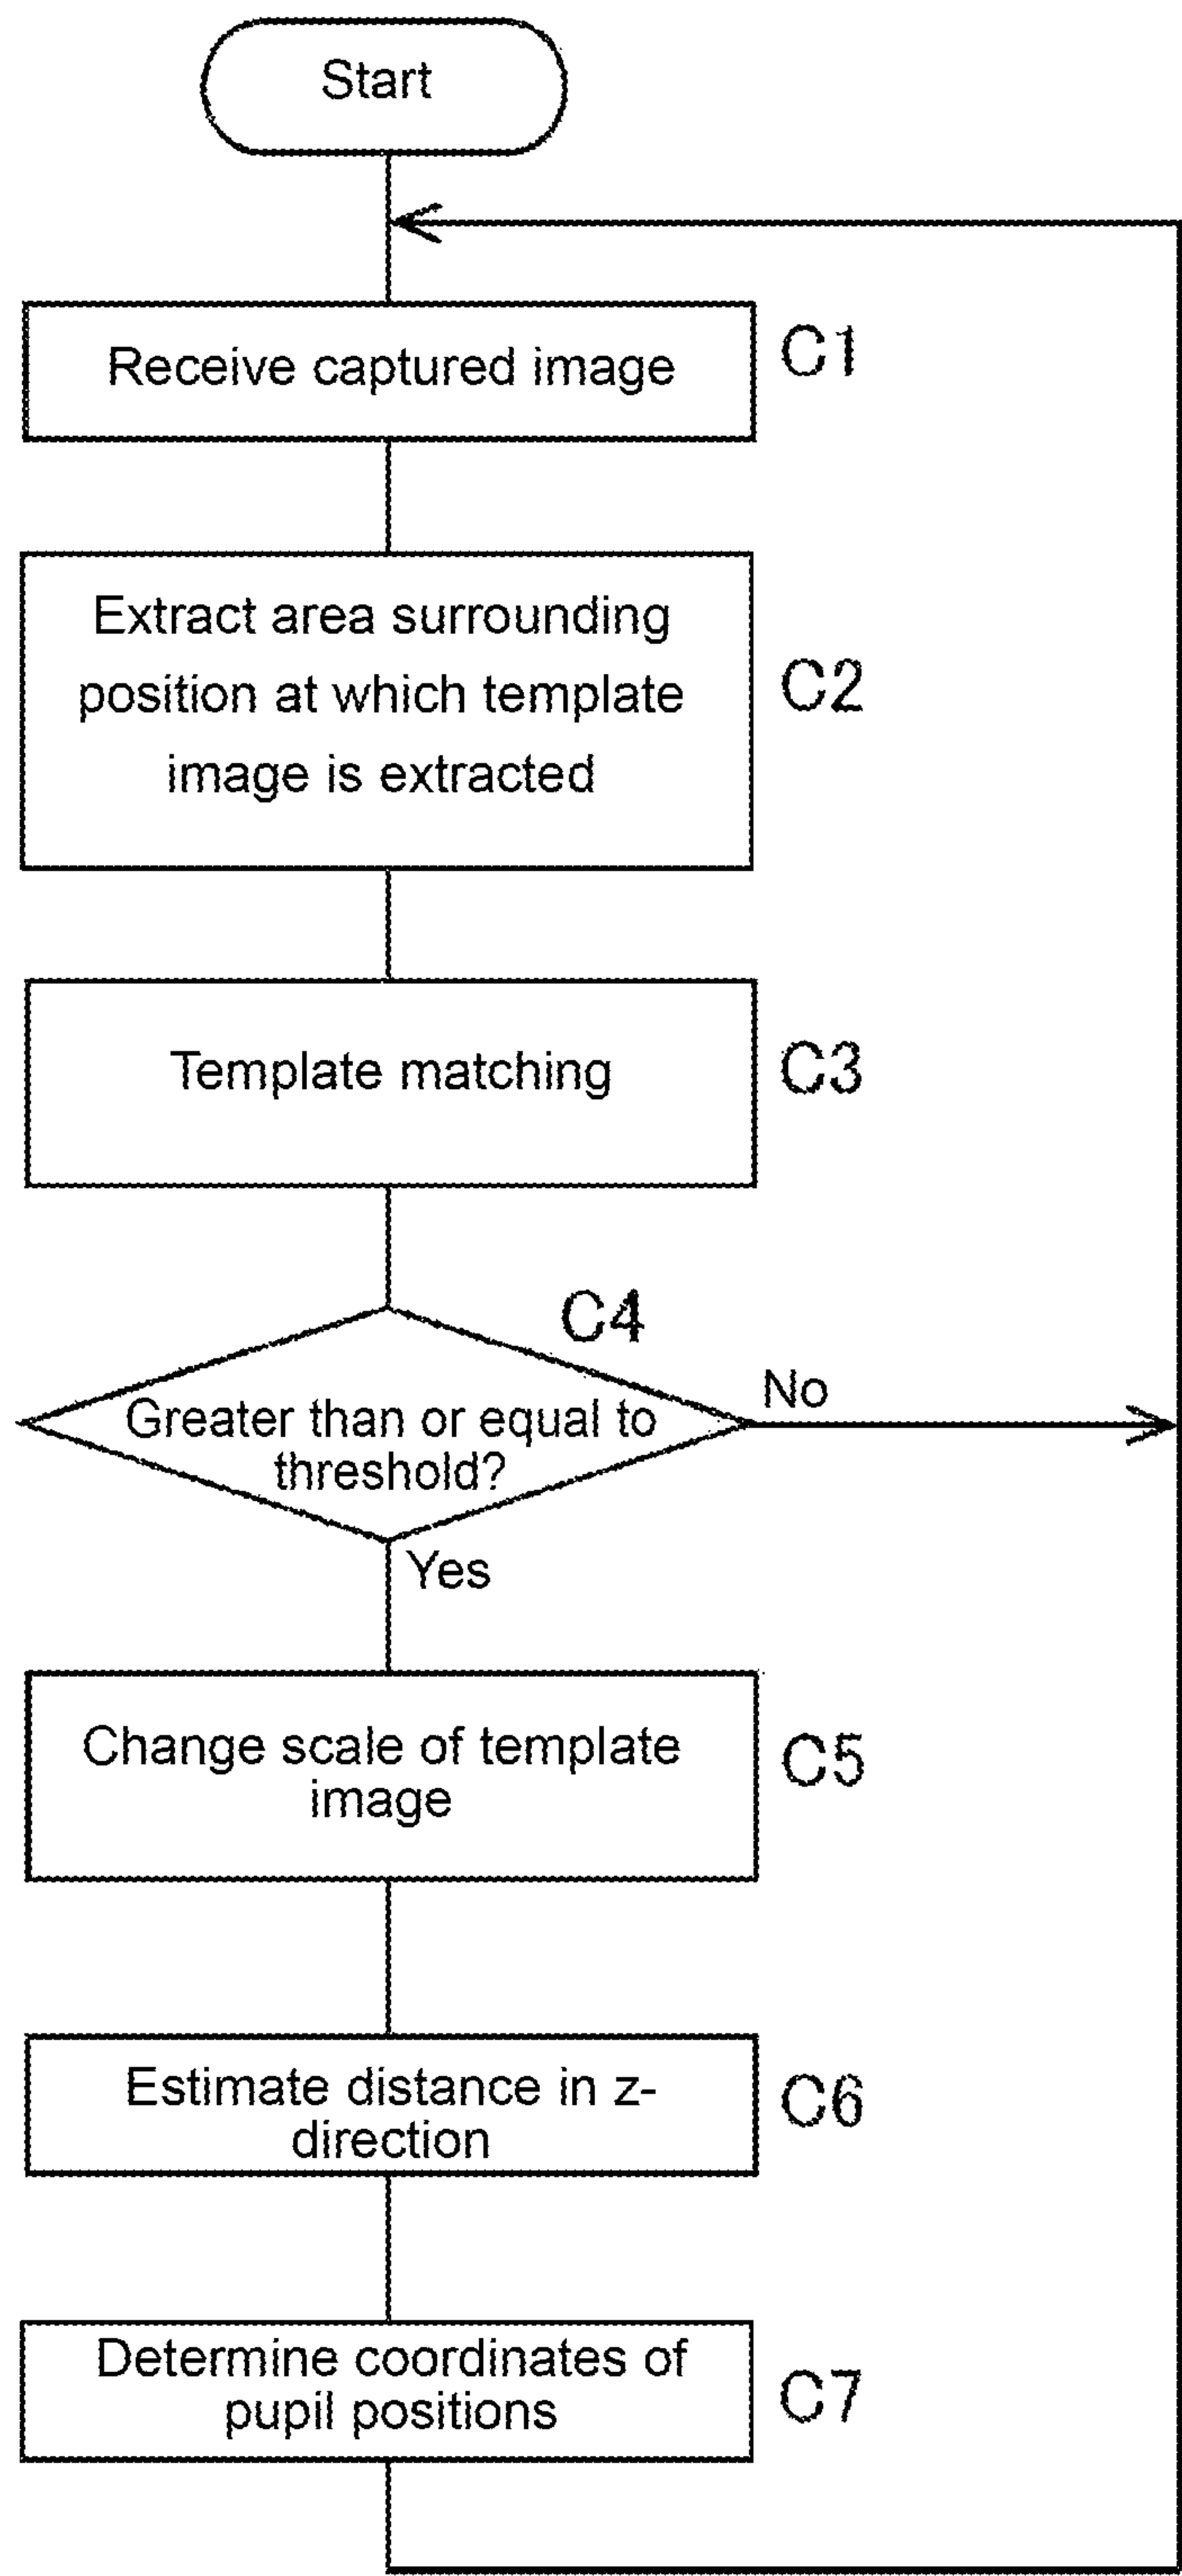 Start
Receive captured image
C1
Extract area surrounding
position at which template
image is extracted
C2
Template matching
C3
C4
Greater than or equal to
threshold?
No
Yes
Change scale of template
image
C5
Estimate distance in z-
direction
C6
Determine coordinates of
pupil positions
C7